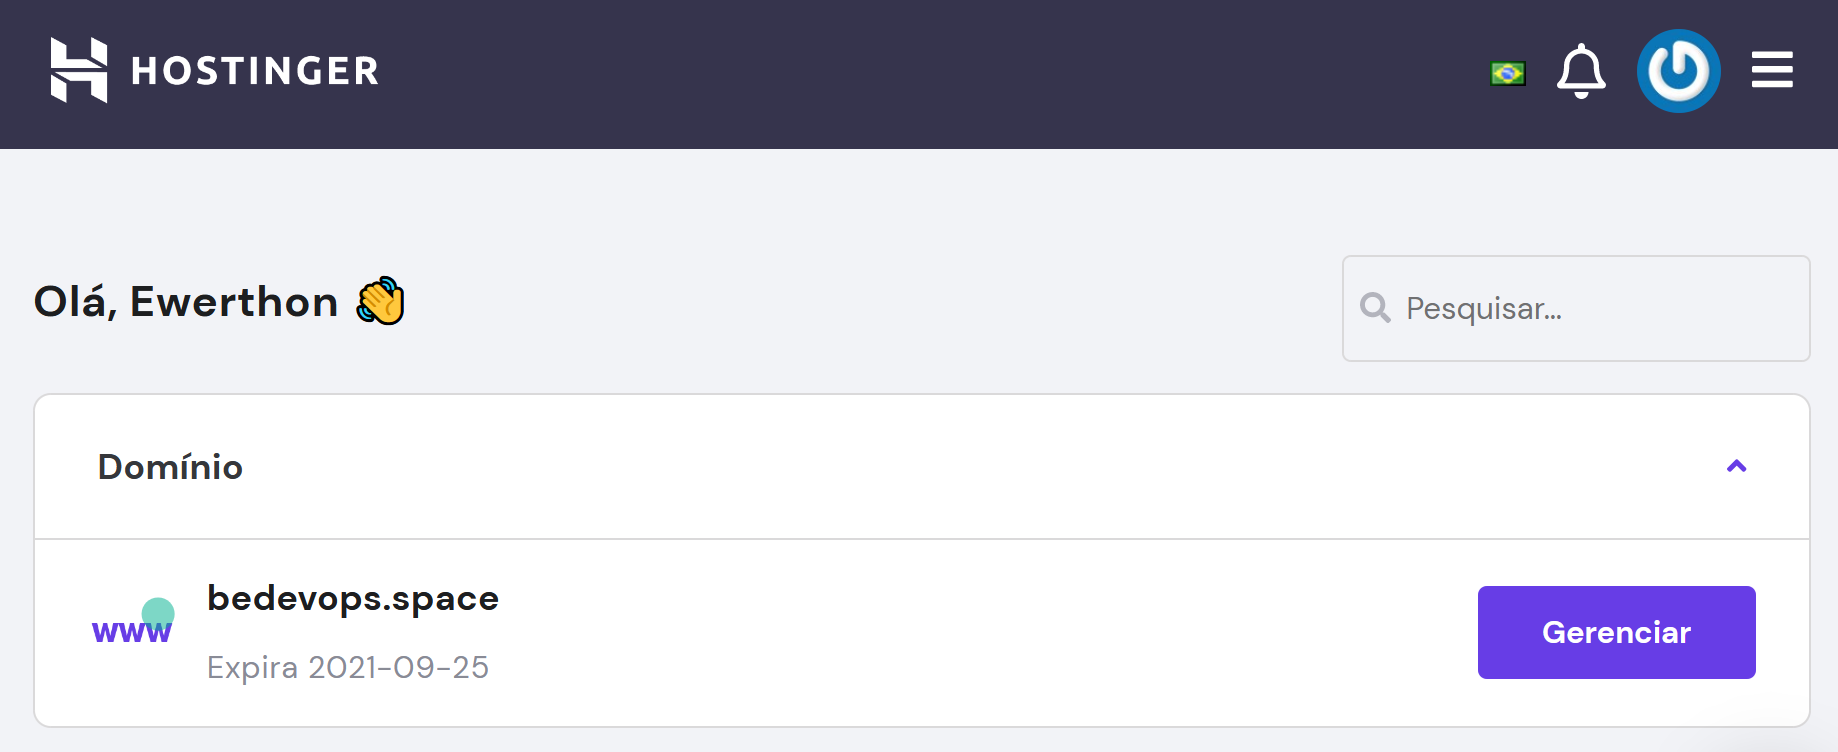 HOSTINGER
Olá, Ewerthon 👋
Pesquisar...
Domínio
www
bedevops.space
Expira 2021-09-25
Gerenciar